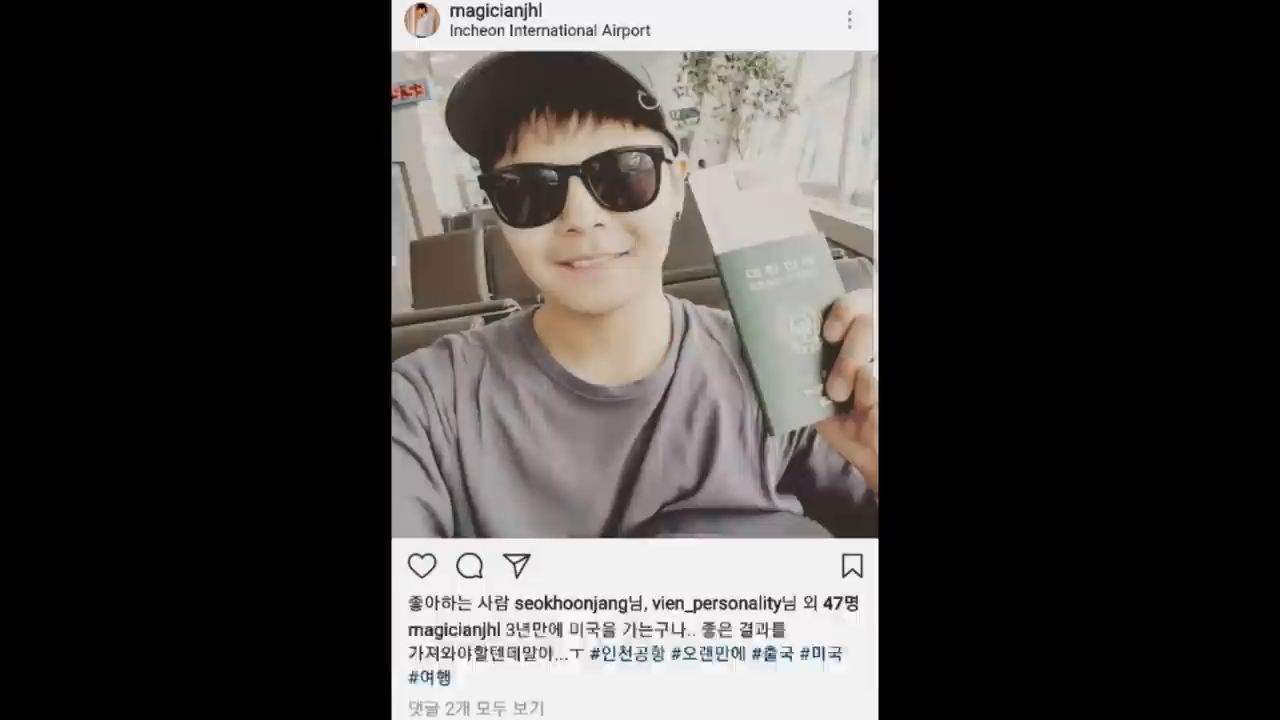 magicianjhl
Incheon International Airport
대한민국
좋아하는 사람 seokhoonjang님, vien_personality님 외 47명
magicianjhl 3년만에 미국을 가는구나.. 좋은 결과를
가져와야할텐데말이...ㅜ #인천공항 #오랜만에 #출국 #미국
#여행
댓글 2개 모두 보기